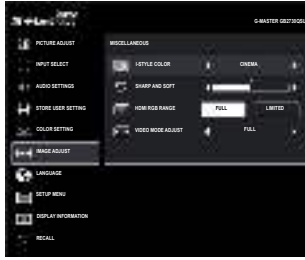 G-MASTER GB2730QSU
PICTURE ADJUST
MISCELLANEOUS
INPUT SELECT
I-STYLE COLOR
CINEMA
AUDIO SETTINGS
SHARP AND SOFT
STORE USER SETTING
HDMI RGB RANGE
FULL
LIMITED
COLOR SETTING
VIDEO MODE ADJUST
FULL
IMAGE ADJUST
LANGUAGE
SETUP MENU
DISPLAY INFORMATION
RECALL